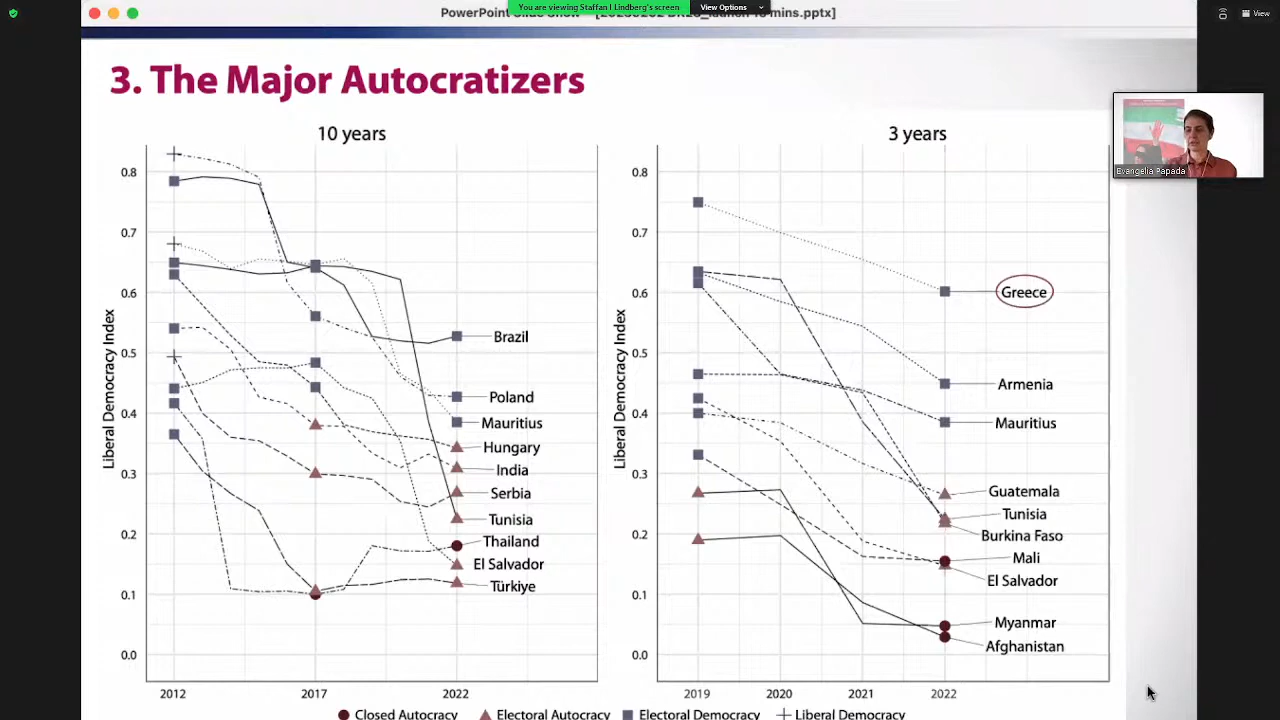 You are viewing Staffan I Lindberg's screen
View Options
View
3. The Major Autocratizers
Evangelia Papada
10 years
Liberal Democracy Index
0.8
0.7
0.6
0.5
0.4
0.3
0.2
0.1
0.0
Brazil
Poland
Mauritius
Hungary
India
Serbia
Tunisia
Thailand
El Salvador
Türkiye
2012
2017
2022
3 years
Liberal Democracy Index
0.8
0.7
0.6
0.5
0.4
0.3
0.2
0.1
0.0
Greece
Armenia
Mauritius
Guatemala
Tunisia
Burkina Faso
Mali
El Salvador
Myanmar
Afghanistan
2019
2020
2021
2022
Closed Autocracy
Electoral Autocracy
Electoral Democracy
Liberal Democracy